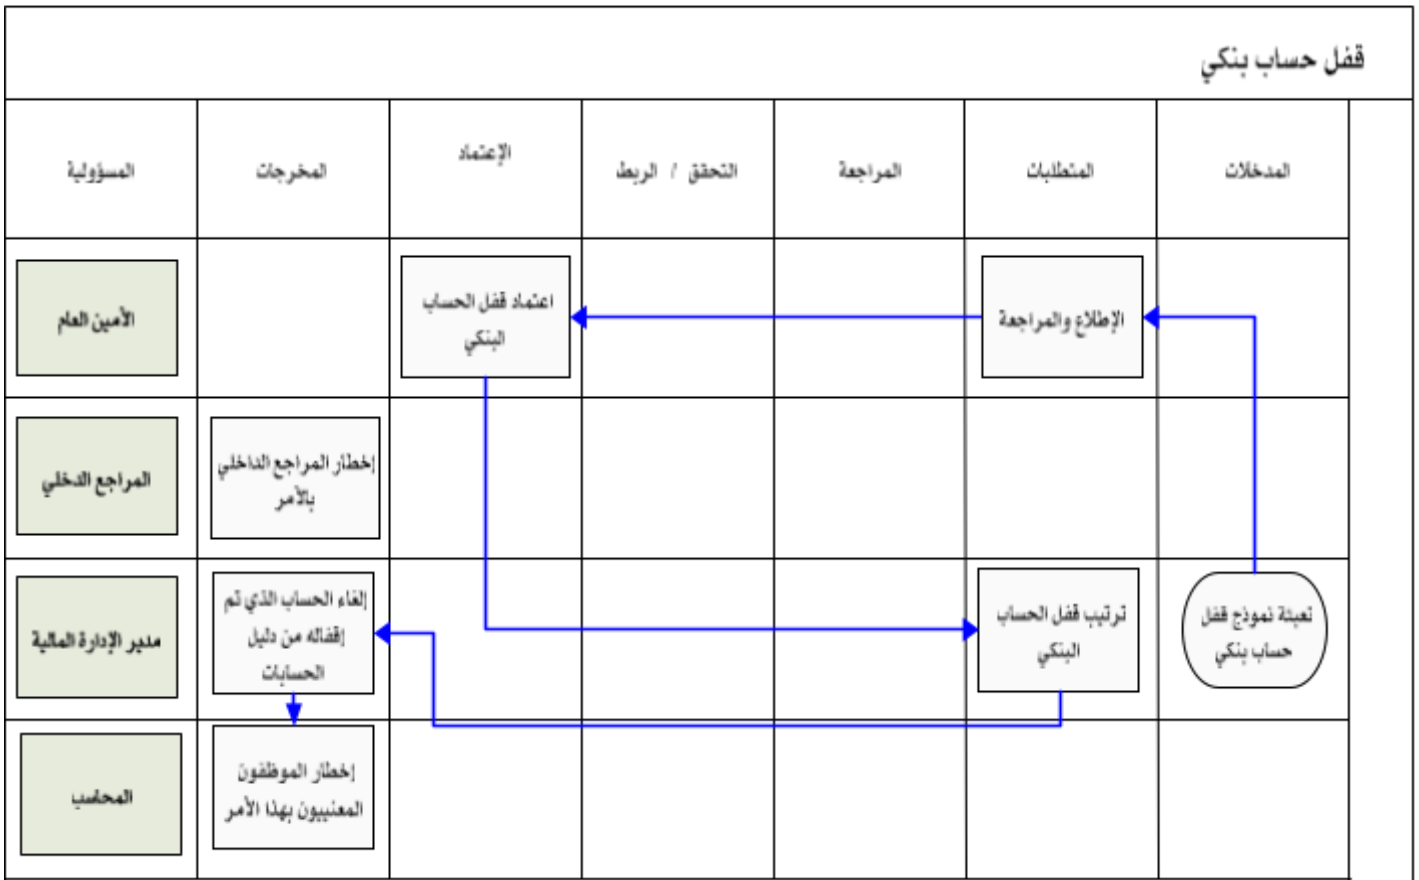 قفل حساب بنكي
المدخلات
المتطلبات
المراجعة
التحقق / الربط
الإعتماد
المخرجات
المسؤولية
الإطلاع والمراجعة
اعتماد قفل الحساب
البنكي
الأمين العام
إخطار المراجع الداخلي
بالأمر
المراجع الدخلي
تعبئة نموذج قفل
حساب بنكي
ترتيب قفل الحساب
البنكي
إلغاء الحساب الذي تم
إقفاله من دليل
الحسابات
مدير الإدارة المالية
إخطار الموظفون
المعنييون بهذا الأمر
المحاسب